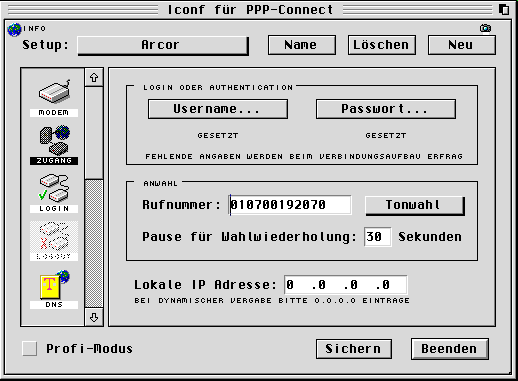 Iconf für PPP-Connect
INFO
Setup: Arcor Name Löschen Neu
MODEM
ZUGANG
LOGIN
LOGOUT
DNS
LOGIN ODER AUTHENTICATION
Username... Passwort...
GESETZT GESETZT
FEHLENDE ANGABEN WERDEN BEIM VERBINDUNGSAUFBAU ERFRAG
ANWAHL
Rufnummer: 010700192070 Tonwahl
Pause für Wahlwiederholung: 30 Sekunden
Lokale IP Adresse: 0 .0 .0 .0
BEI DYNAMISCHER VERGABE BITTE 0.0.0.0 EINTRAGE
Profi-Modus Sichern Beenden